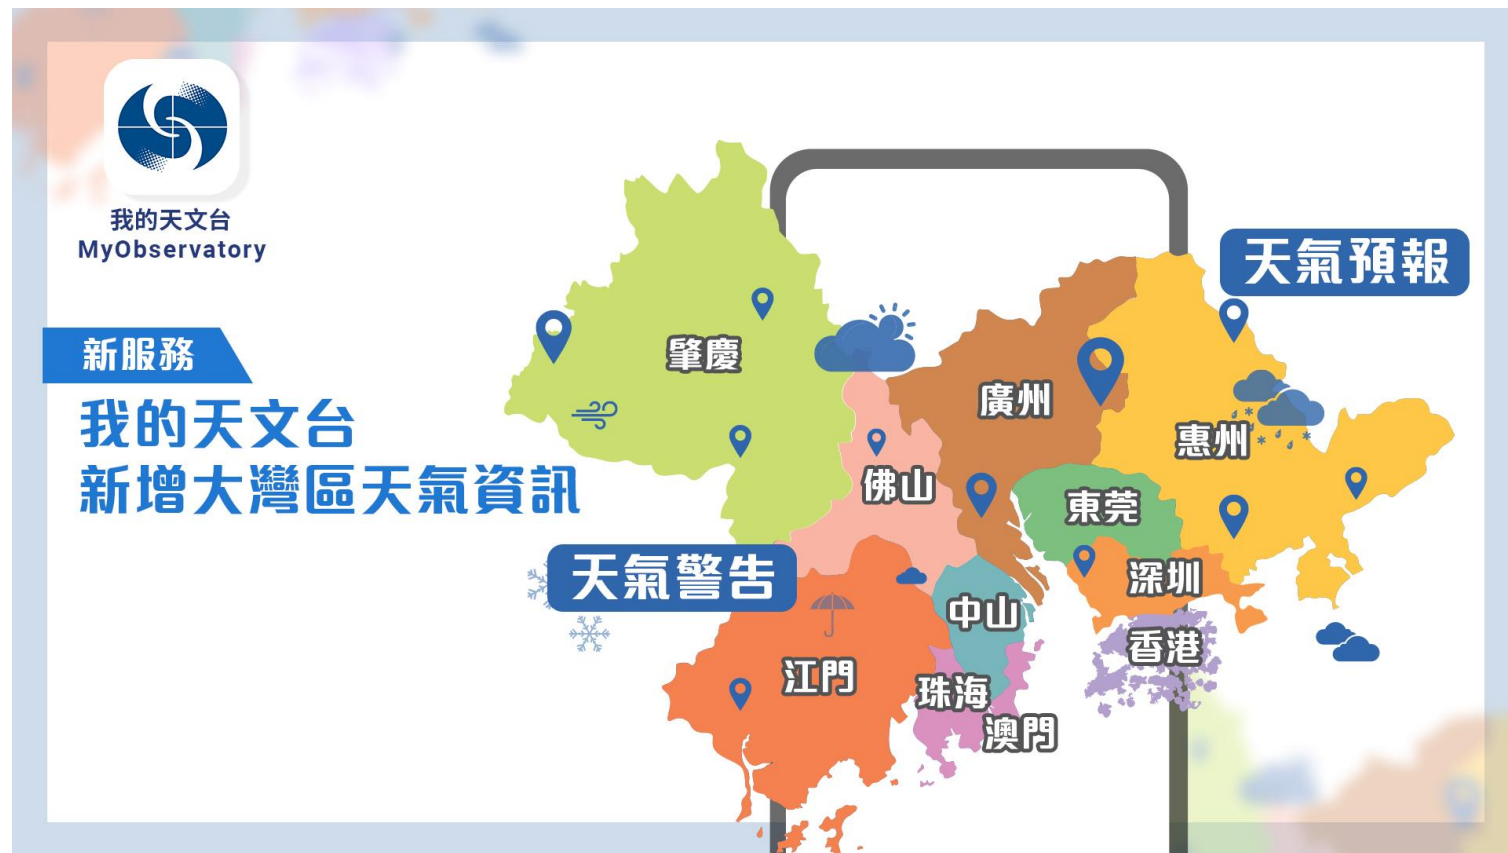 我的天文台
MyObservatory
新服務
我的天文台
新增大灣區天氣資訊
天氣預報
肇慶
廣州
惠州
佛山
東莞
天氣警告
深圳
中山
香港
江門
珠海
澳門